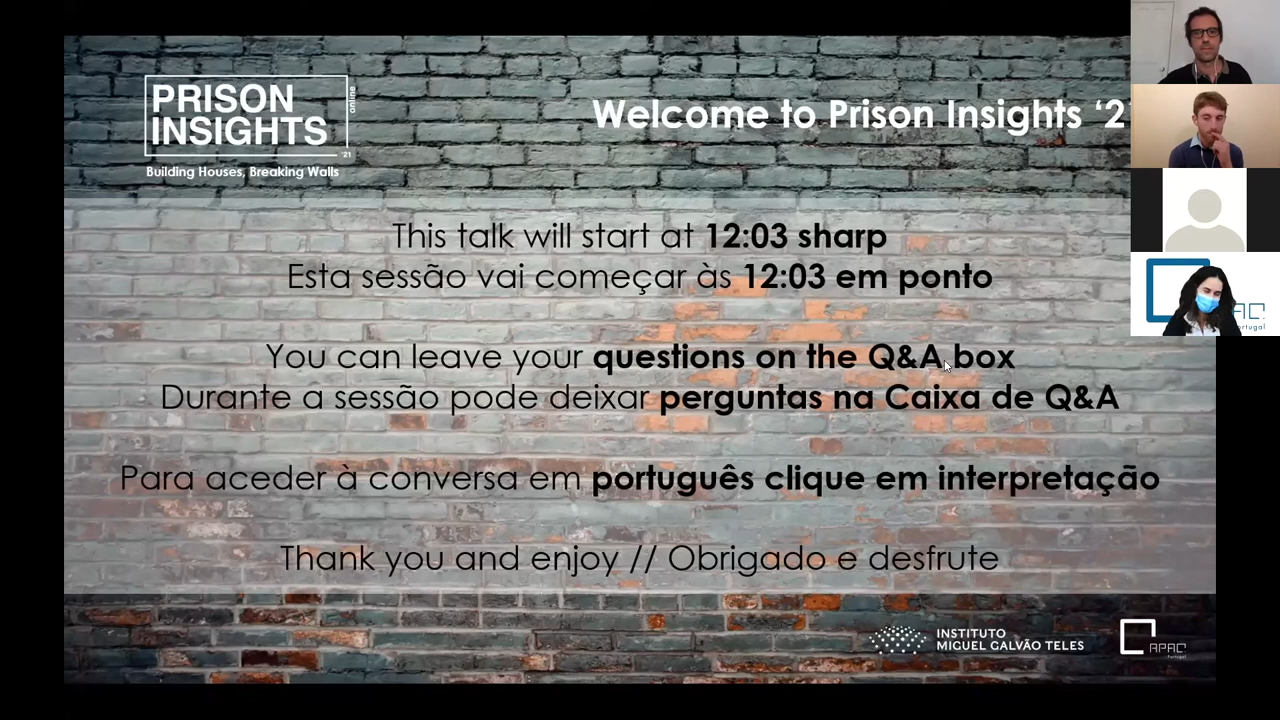 PRISON
INSIGHTS
online
'21
Building Houses, Breaking Walls
Welcome to Prison Insights ‘2
This talk will start at 12:03 sharp
Esta sessão vai começar às 12:03 em ponto
You can leave your questions on the Q&A box
Durante a sessão pode deixar perguntas na Caixa de Q&A
Para aceder à conversa em português clique em interpretação
Thank you and enjoy // Obrigado e desfrute
INSTITUTO
MIGUEL GALVÃO TELES
APAC
Portugal